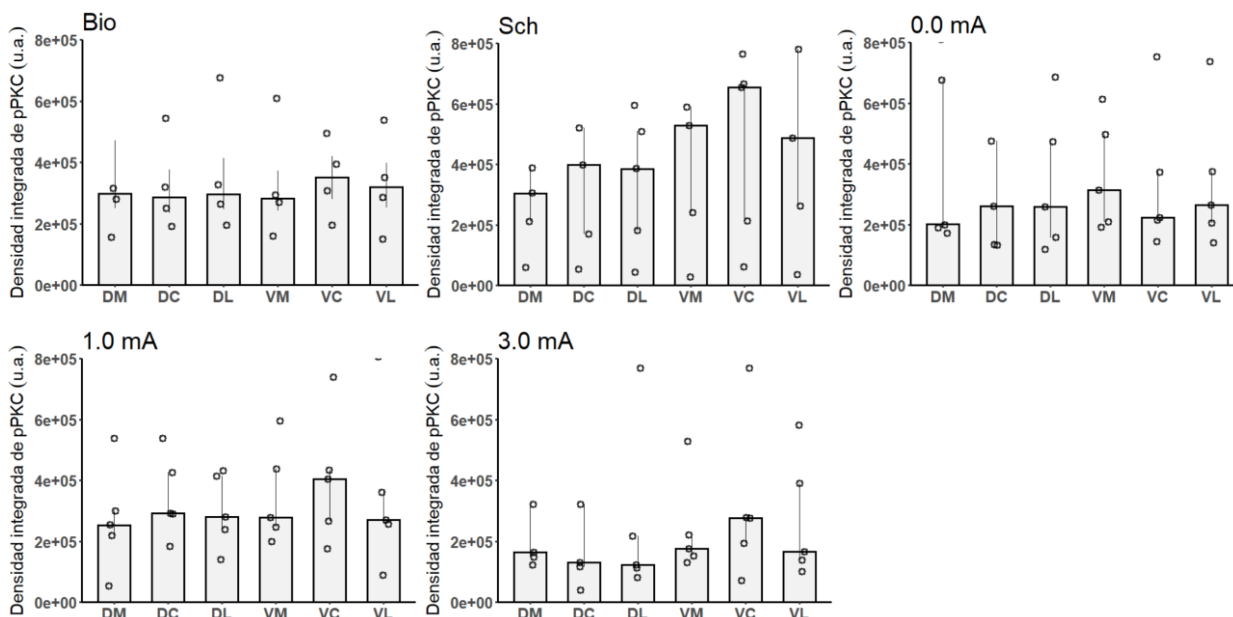 Bio
Densidad integrada de pPKC (u.a.)
8e+05
6e+05
4e+05
2e+05
0e+00
DM DC DL VM VC VL
Sch
Densidad integrada de pPKC (u.a.)
8e+05
6e+05
4e+05
2e+05
0e+00
DM DC DL VM VC VL
0.0 mA
Densidad integrada de pPKC (u.a.)
8e+05
6e+05
4e+05
2e+05
0e+00
DM DC DL VM VC VL
1.0 mA
Densidad integrada de pPKC (u.a.)
8e+05
6e+05
4e+05
2e+05
0e+00
DM DC DL VM VC VL
3.0 mA
Densidad integrada de pPKC (u.a.)
8e+05
6e+05
4e+05
2e+05
0e+00
DM DC DL VM VC VL